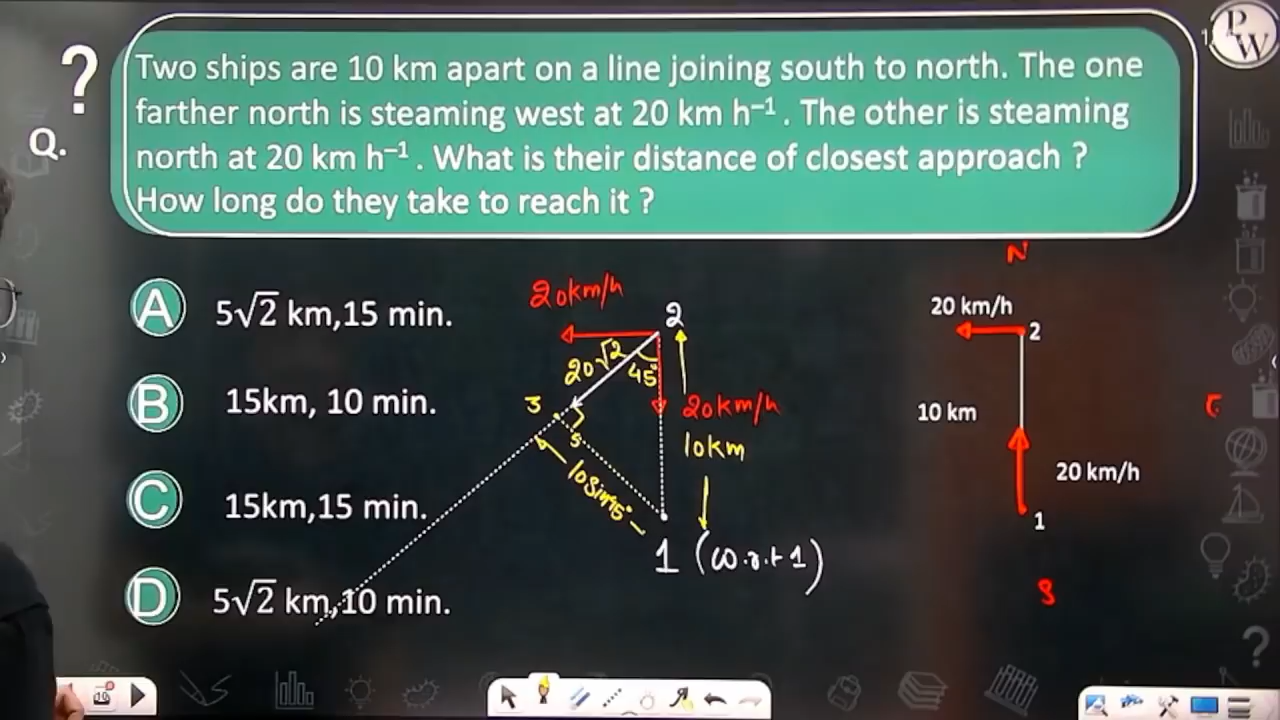 PW
?
Q.
Two ships are 10 km apart on a line joining south to north. The one
farther north is steaming west at 20 km h⁻¹. The other is steaming
north at 20 km h⁻¹. What is their distance of closest approach ?
How long do they take to reach it ?
A 5√2 km,15 min.
B 15km, 10 min.
C 15km,15 min.
D 5√2 km,10 min.
20km/h
2
20√2
45°
3
5
20km/h
10km
10sin45°
1 (w.r.t 1)
N
20 km/h
2
10 km
20 km/h
1
S
?